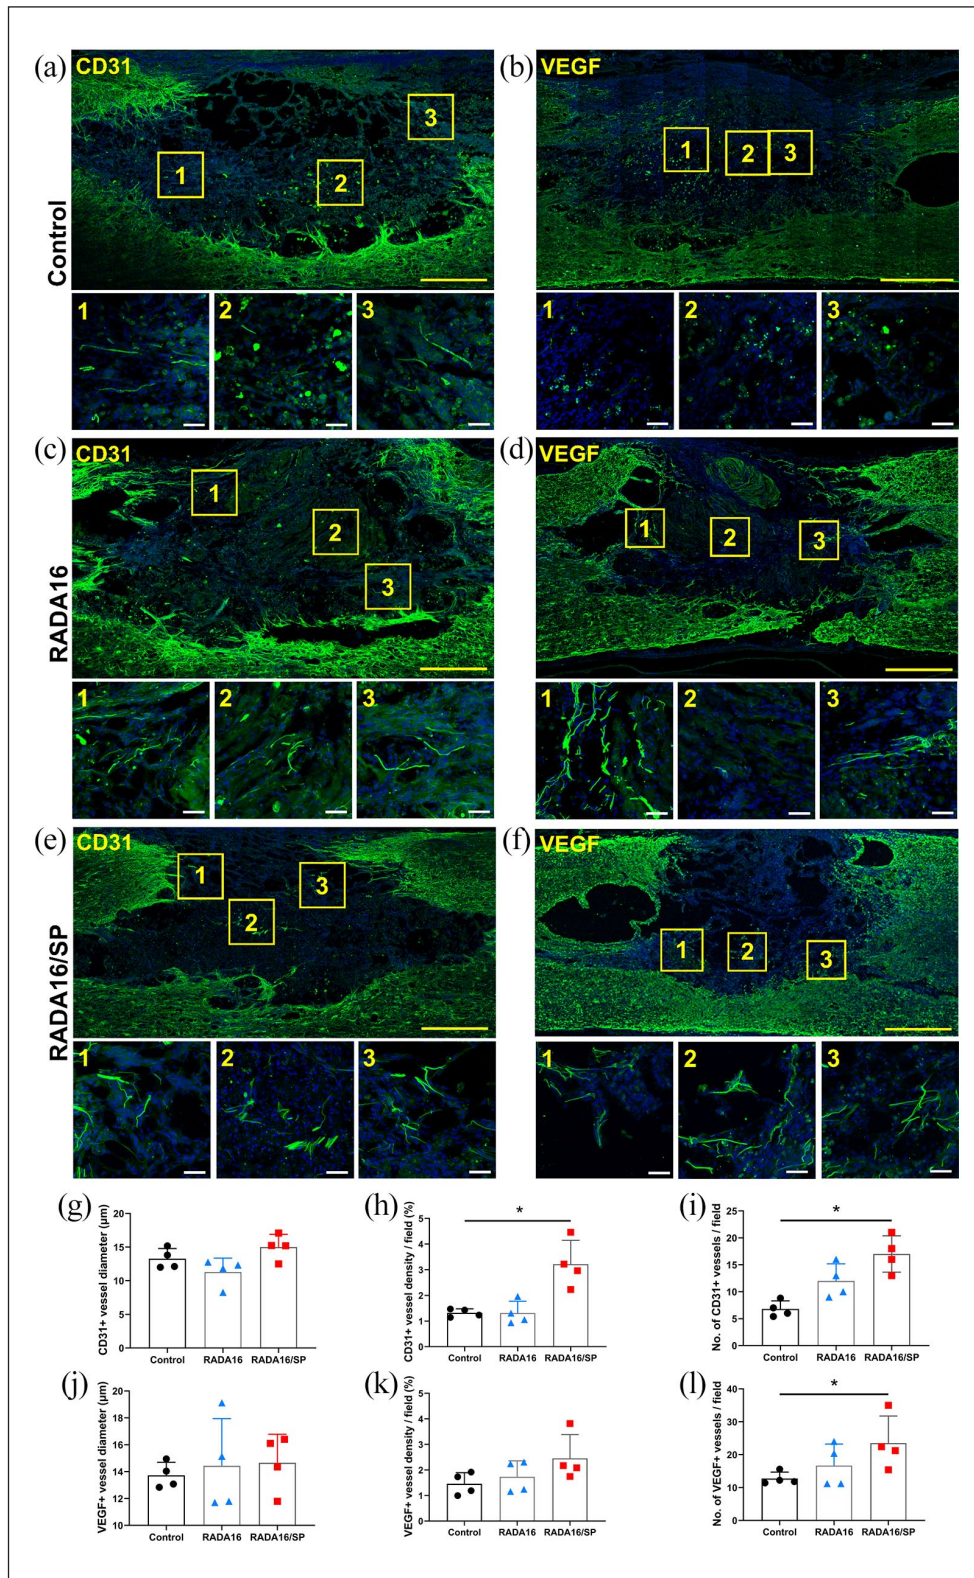 (a)
CD31
1
2
3
(b)
VEGF
1
2
3
Control
1
2
3
1
2
3
(c)
CD31
1
2
3
(d)
VEGF
1
2
3
RADA16
1
2
3
1
2
3
(e)
CD31
1
2
3
(f)
VEGF
1
2
3
RADA16/SP
1
2
3
1
2
3
(g)
CD31+ vessel diameter (µm)
20
15
10
5
0
Control RADA16 RADA16/SP
(h)
CD31+ vessel density / field (%)
5
4
3
2
1
0
*
Control RADA16 RADA16/SP
(i)
No. of CD31+ vessels / field
25
20
15
10
5
0
*
Control RADA16 RADA16/SP
(j)
VEGF+ vessel diameter (µm)
20
18
16
14
12
10
Control RADA16 RADA16/SP
(k)
VEGF+ vessel density / field (%)
5
4
3
2
1
0
Control RADA16 RADA16/SP
(l)
No. of VEGF+ vessels / field
40
30
20
10
0
*
Control RADA16 RADA16/SP